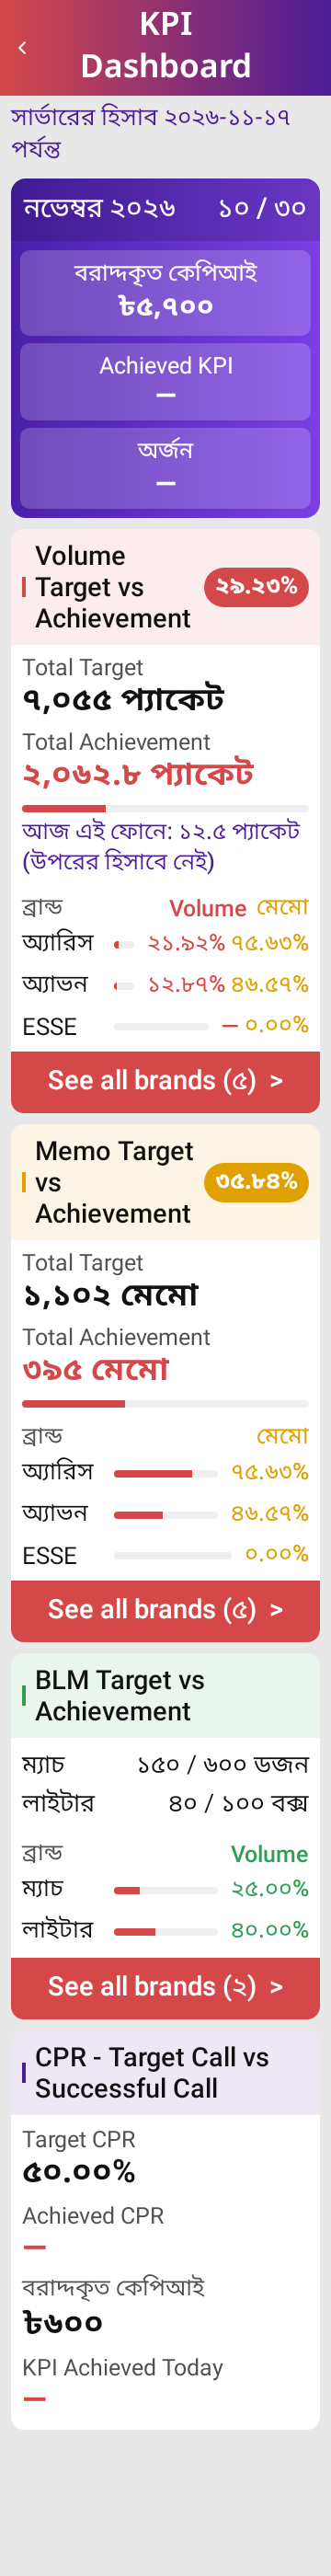 KPI
Dashboard
সার্ভারের হিসাব ২০২৬-১১-১৭
পর্যন্ত
নভেম্বর ২০২৬ ১০ / ৩০
বরাদ্দকৃত কেপিআই
৳৫,৭০০
Achieved KPI
—
অর্জন
—
Volume
Target vs
Achievement
২৯.২৩%
Total Target
৭,০৫৫ প্যাকেট
Total Achievement
২,০৬২.৮ প্যাকেট
আজ এই ফোনে: ১২.৫ প্যাকেট
(উপরের হিসাবে নেই)
ব্রান্ড Volume মেমো
অ্যারিস ২১.৯২% ৭৫.৬৩%
অ্যাভন ১২.৮৭% ৪৬.৫৭%
ESSE — ০.০০%
See all brands (৫) >
Memo Target
vs
Achievement
৩৫.৮৪%
Total Target
১,১০২ মেমো
Total Achievement
৩৯৫ মেমো
ব্রান্ড মেমো
অ্যারিস ৭৫.৬৩%
অ্যাভন ৪৬.৫৭%
ESSE ০.০০%
See all brands (৫) >
BLM Target vs
Achievement
ম্যাচ ১৫০ / ৬০০ ডজন
লাইটার ৪০ / ১০০ বক্স
ব্রান্ড Volume
ম্যাচ ২৫.০০%
লাইটার ৪০.০০%
See all brands (২) >
CPR - Target Call vs
Successful Call
Target CPR
৫০.০০%
Achieved CPR
—
বরাদ্দকৃত কেপিআই
৳৬০০
KPI Achieved Today
—